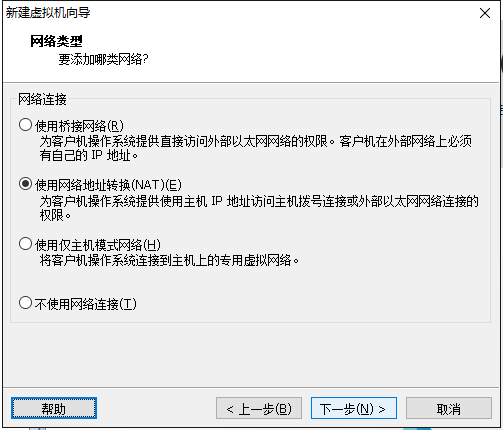 新建虚拟机向导
网络类型
要添加哪类网络?
网络连接
使用桥接网络(R)
为客户机操作系统提供直接访问外部以太网网络的权限。客户机在外部网络上必须
有自己的 IP 地址。
使用网络地址转换(NAT)(E)
为客户机操作系统提供使用主机 IP 地址访问主机拨号连接或外部以太网网络连接的
权限。
使用仅主机模式网络(H)
将客户机操作系统连接到主机上的专用虚拟网络。
不使用网络连接(T)
帮助
< 上一步(B)
下一步(N) >
取消